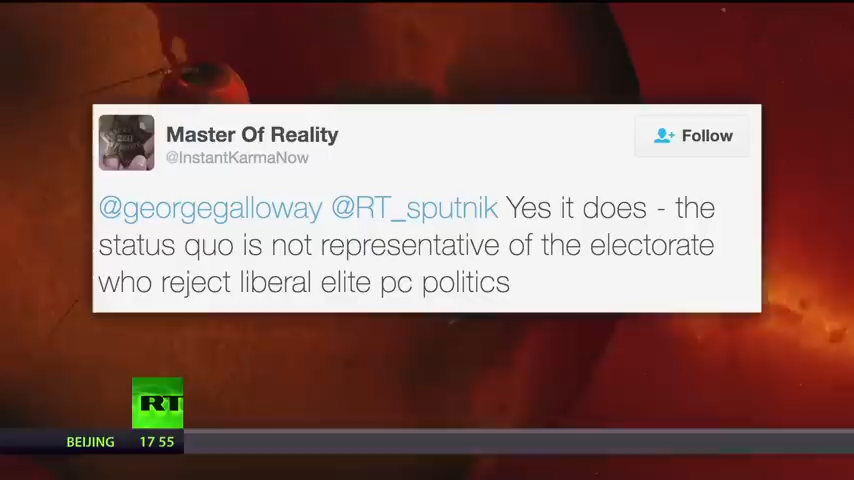 Master Of Reality
@InstantKarmaNow
Follow
@georgegalloway @RT_sputnik Yes it does - the
status quo is not representative of the electorate
who reject liberal elite pc politics
RT
BEIJING 17 55